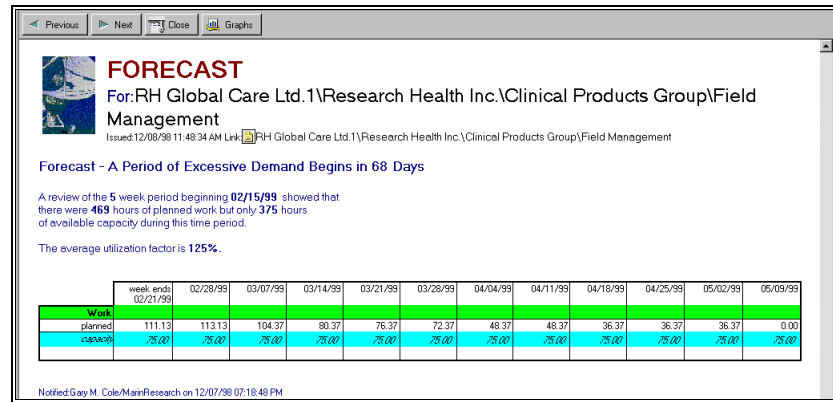 Previous Next Close Graphs
FORECAST
For:RH Global Care Ltd.1\Research Health Inc.\Clinical Products Group\Field
Management
Issued:12/08/98 11:48:34 AM Link: RH Global Care Ltd.1\Research Health Inc.\Clinical Products Group\Field Management
Forecast - A Period of Excessive Demand Begins in 68 Days
A review of the 5 week period beginning 02/15/99 showed that
there were 469 hours of planned work but only 375 hours
of available capacity during this time period.
The average utilization factor is 125%.
week ends 02/28/99 03/07/99 03/14/99 03/21/99 03/28/99 04/04/99 04/11/99 04/18/99 04/25/99 05/02/99 05/09/99
02/21/99
Work
planned 111.13 113.13 104.37 80.37 76.37 72.37 48.37 48.37 36.37 36.37 36.37 0.00
capacity 75.00 75.00 75.00 75.00 75.00 75.00 75.00 75.00 75.00 75.00 75.00 75.00
Notified:Gary M. Cole/MarinResearch on 12/07/98 07:18:48 PM